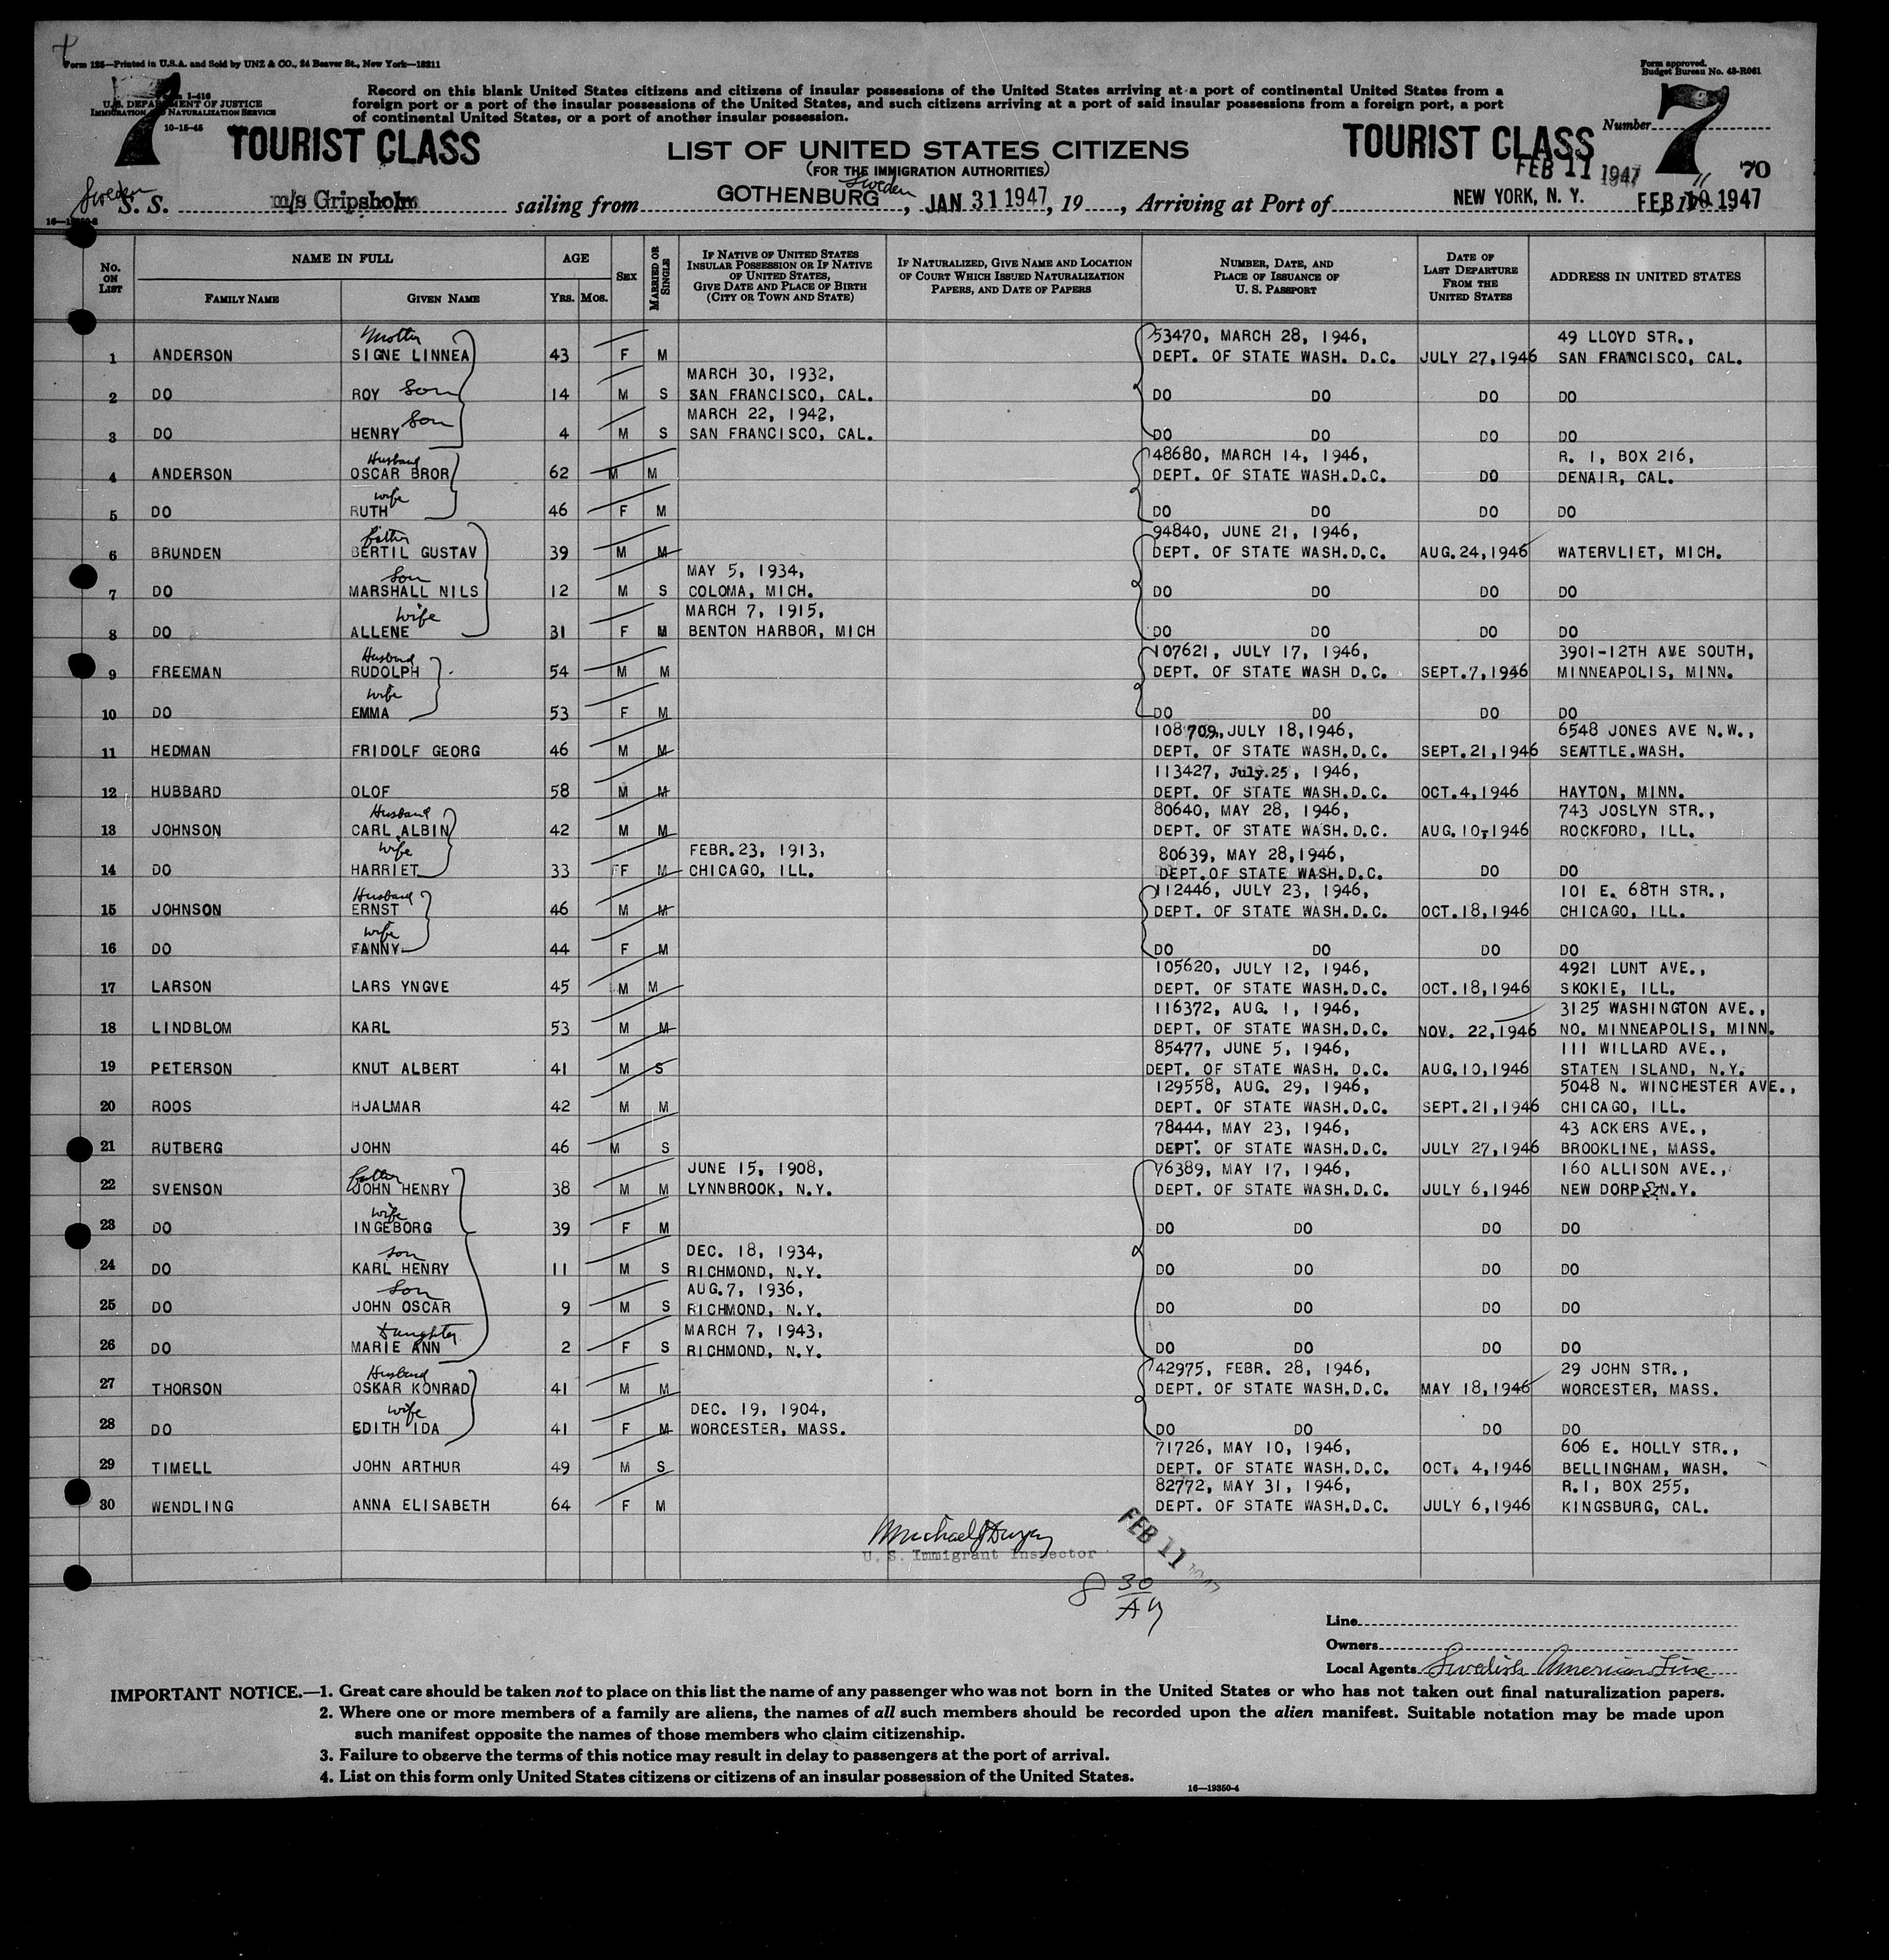 Form 126—Printed in U.S.A. and Sold by UNZ & CO., 24 Beaver St., New York—18211
Form approved.
Budget Bureau No. 43-R061
I-416
U.S. DEPARTMENT OF JUSTICE
IMMIGRATION AND NATURALIZATION SERVICE
10-15-45
7
Record on this blank United States citizens and citizens of insular possessions of the United States arriving at a port of continental United States from a
foreign port or a port of the insular possessions of the United States, and such citizens arriving at a port of said insular possessions from a foreign port, a port
of continental United States, or a port of another insular possession.
TOURIST CLASS
LIST OF UNITED STATES CITIZENS
(FOR THE IMMIGRATION AUTHORITIES)
TOURIST CLASS
Number 7
FEB 11 1947
70
Sweden
Sweden
11
S. S. m/s Gripsholm sailing from GOTHENBURG, JAN 31 1947, 19, Arriving at Port of NEW YORK, N. Y. FEB 10 1947
No. ON LIST
NAME IN FULL
FAMILY NAME
GIVEN NAME
AGE
YRS. MOS.
SEX
MARRIED OR SINGLE
IF NATIVE OF UNITED STATES INSULAR POSSESSION OR IF NATIVE OF UNITED STATES, GIVE DATE AND PLACE OF BIRTH (CITY OR TOWN AND STATE)
IF NATURALIZED, GIVE NAME AND LOCATION OF COURT WHICH ISSUED NATURALIZATION PAPERS, AND DATE OF PAPERS
NUMBER, DATE, AND PLACE OF ISSUANCE OF U. S. PASSPORT
DATE OF LAST DEPARTURE FROM THE UNITED STATES
ADDRESS IN UNITED STATES
Mother 53470, MARCH 28, 1946, 49 LLOYD STR.,
1 ANDERSON SIGNE LINNEA 43 F M DEPT. OF STATE WASH. D.C. JULY 27, 1946 SAN FRANCISCO, CAL.
MARCH 30, 1932,
2 DO ROY Son 14 M S SAN FRANCISCO, CAL. DO DO DO DO
Son MARCH 22, 1942,
3 DO HENRY 4 M S SAN FRANCISCO, CAL. DO DO DO DO
Husband 48680, MARCH 14, 1946, R. 1, BOX 216,
4 ANDERSON OSCAR BROR 62 M M DEPT. OF STATE WASH.D.C. DO DENAIR, CAL.
wife
5 DO RUTH 46 F M DO DO DO DO
father 94840, JUNE 21, 1946,
6 BRUNDEN BERTIL GUSTAV 39 M M DEPT. OF STATE WASH.D.C. AUG.24,1946 WATERVLIET, MICH.
Son MAY 5, 1934,
7 DO MARSHALL NILS 12 M S COLOMA, MICH. DO DO DO DO
Wife MARCH 7, 1915,
8 DO ALLENE 31 F M BENTON HARBOR, MICH DO DO DO DO
Husband 107621, JULY 17, 1946, 3901-12TH AVE SOUTH,
9 FREEMAN RUDOLPH 54 M M DEPT. OF STATE WASH D.C. SEPT.7,1946 MINNEAPOLIS, MINN.
Wife
10 DO EMMA 53 F M DO DO DO DO
108709, JULY 18,1946, 6548 JONES AVE N.W.,
11 HEDMAN FRIDOLF GEORG 46 M M DEPT. OF STATE WASH.D.C. SEPT.21,1946 SEATTLE.WASH.
113427, July.25, 1946,
12 HUBBARD OLOF 58 M M DEPT. OF STATE WASH.D.C. OCT.4,1946 HAYTON, MINN.
Husband 80640, MAY 28, 1946, 743 JOSLYN STR.,
13 JOHNSON CARL ALBIN 42 M M DEPT. OF STATE WASH.D.C. AUG.10,1946 ROCKFORD, ILL.
wife FEBR.23, 1913, 80639, MAY 28,1946,
14 DO HARRIET 33 F M CHICAGO, ILL. DEPT.OF STATE WASH.D.C. DO DO
Husband 112446, JULY 23, 1946, 101 E. 68TH STR.,
15 JOHNSON ERNST 46 M M DEPT. OF STATE WASH.D.C. OCT.18,1946 CHICAGO, ILL.
wife
16 DO FANNY 44 F M DO DO DO DO
105620, JULY 12, 1946, 4921 LUNT AVE.,
17 LARSON LARS YNGVE 45 M M DEPT. OF STATE WASH.D.C. OCT.18,1946 SKOKIE, ILL.
116372, AUG. 1, 1946, 3125 WASHINGTON AVE.,
18 LINDBLOM KARL 53 M M DEPT. OF STATE WASH.D.C. NOV. 22,1946 NO. MINNEAPOLIS, MINN.
85477, JUNE 5, 1946, 111 WILLARD AVE.,
19 PETERSON KNUT ALBERT 41 M S DEPT. OF STATE WASH. D.C. AUG.10,1946 STATEN ISLAND, N.Y.
129558, AUG. 29, 1946, 5048 N. WINCHESTER AVE.,
20 ROOS HJALMAR 42 M M DEPT. OF STATE WASH.D.C. SEPT.21,1946 CHICAGO, ILL.
78444, MAY 23, 1946, 43 ACKERS AVE.,
21 RUTBERG JOHN 46 M S DEPT. OF STATE WASH.D.C. JULY 27,1946 BROOKLINE, MASS.
father JUNE 15, 1908, 76389, MAY 17, 1946, 160 ALLISON AVE.,
22 SVENSON JOHN HENRY 38 M M LYNNBROOK, N.Y. DEPT. OF STATE WASH.D.C. JULY 6,1946 NEW DORP N.Y.
wife
23 DO INGEBORG 39 F M DO DO DO DO
son DEC. 18, 1934,
24 DO KARL HENRY 11 M S RICHMOND, N.Y. DO DO DO DO
Son AUG.7, 1936,
25 DO JOHN OSCAR 9 M S RICHMOND, N.Y. DO DO DO DO
Daughter MARCH 7, 1943,
26 DO MARIE ANN 2 F S RICHMOND, N.Y. DO DO DO DO
Husband 42975, FEBR. 28, 1946, 29 JOHN STR.,
27 THORSON OSKAR KONRAD 41 M M DEPT. OF STATE WASH.D.C. MAY 18,1946 WORCESTER, MASS.
wife DEC. 19, 1904,
28 DO EDITH IDA 41 F M WORCESTER, MASS. DO DO DO DO
71726, MAY 10, 1946, 606 E. HOLLY STR.,
29 TIMELL JOHN ARTHUR 49 M S DEPT. OF STATE WASH.D.C. OCT. 4,1946 BELLINGHAM, WASH.
82772, MAY 31, 1946, R.1, BOX 255,
30 WENDLING ANNA ELISABETH 64 F M DEPT. OF STATE WASH.D.C. JULY 6,1946 KINGSBURG, CAL.
U. S. Immigrant Inspector
FEB 11 1947
30
Line
Owners
Local Agents Swedish American Line
IMPORTANT NOTICE.—1. Great care should be taken not to place on this list the name of any passenger who was not born in the United States or who has not taken out final naturalization papers.
2. Where one or more members of a family are aliens, the names of all such members should be recorded upon the alien manifest. Suitable notation may be made upon
such manifest opposite the names of those members who claim citizenship.
3. Failure to observe the terms of this notice may result in delay to passengers at the port of arrival.
4. List on this form only United States citizens or citizens of an insular possession of the United States.
16—19350-4